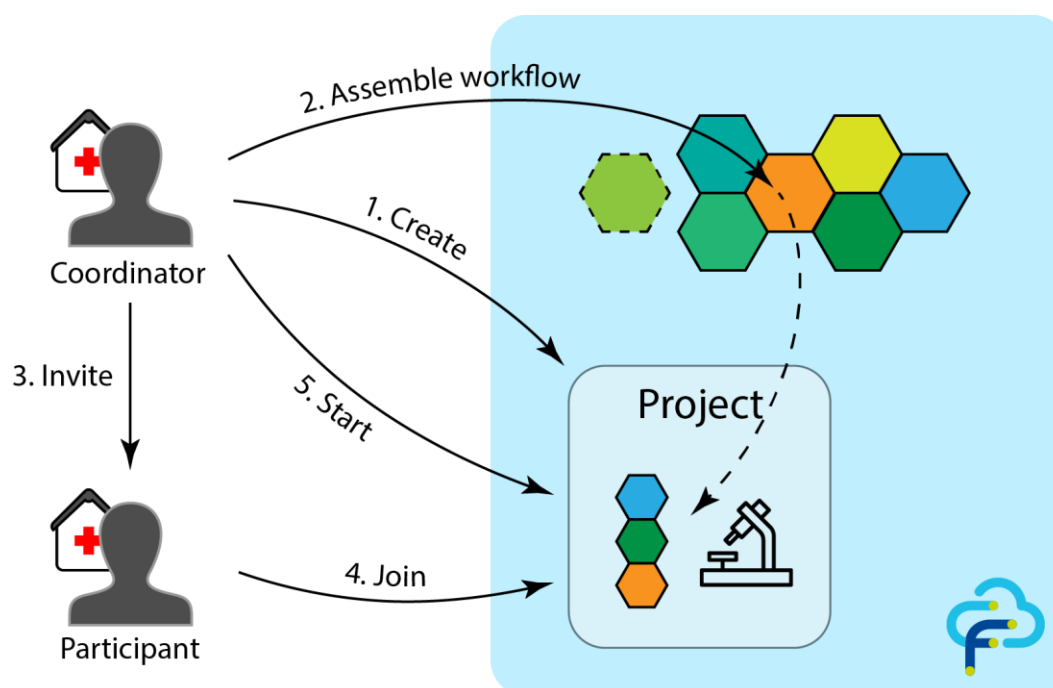 2. Assemble workflow
1. Create
Coordinator
3. Invite
5. Start
Project
4. Join
Participant